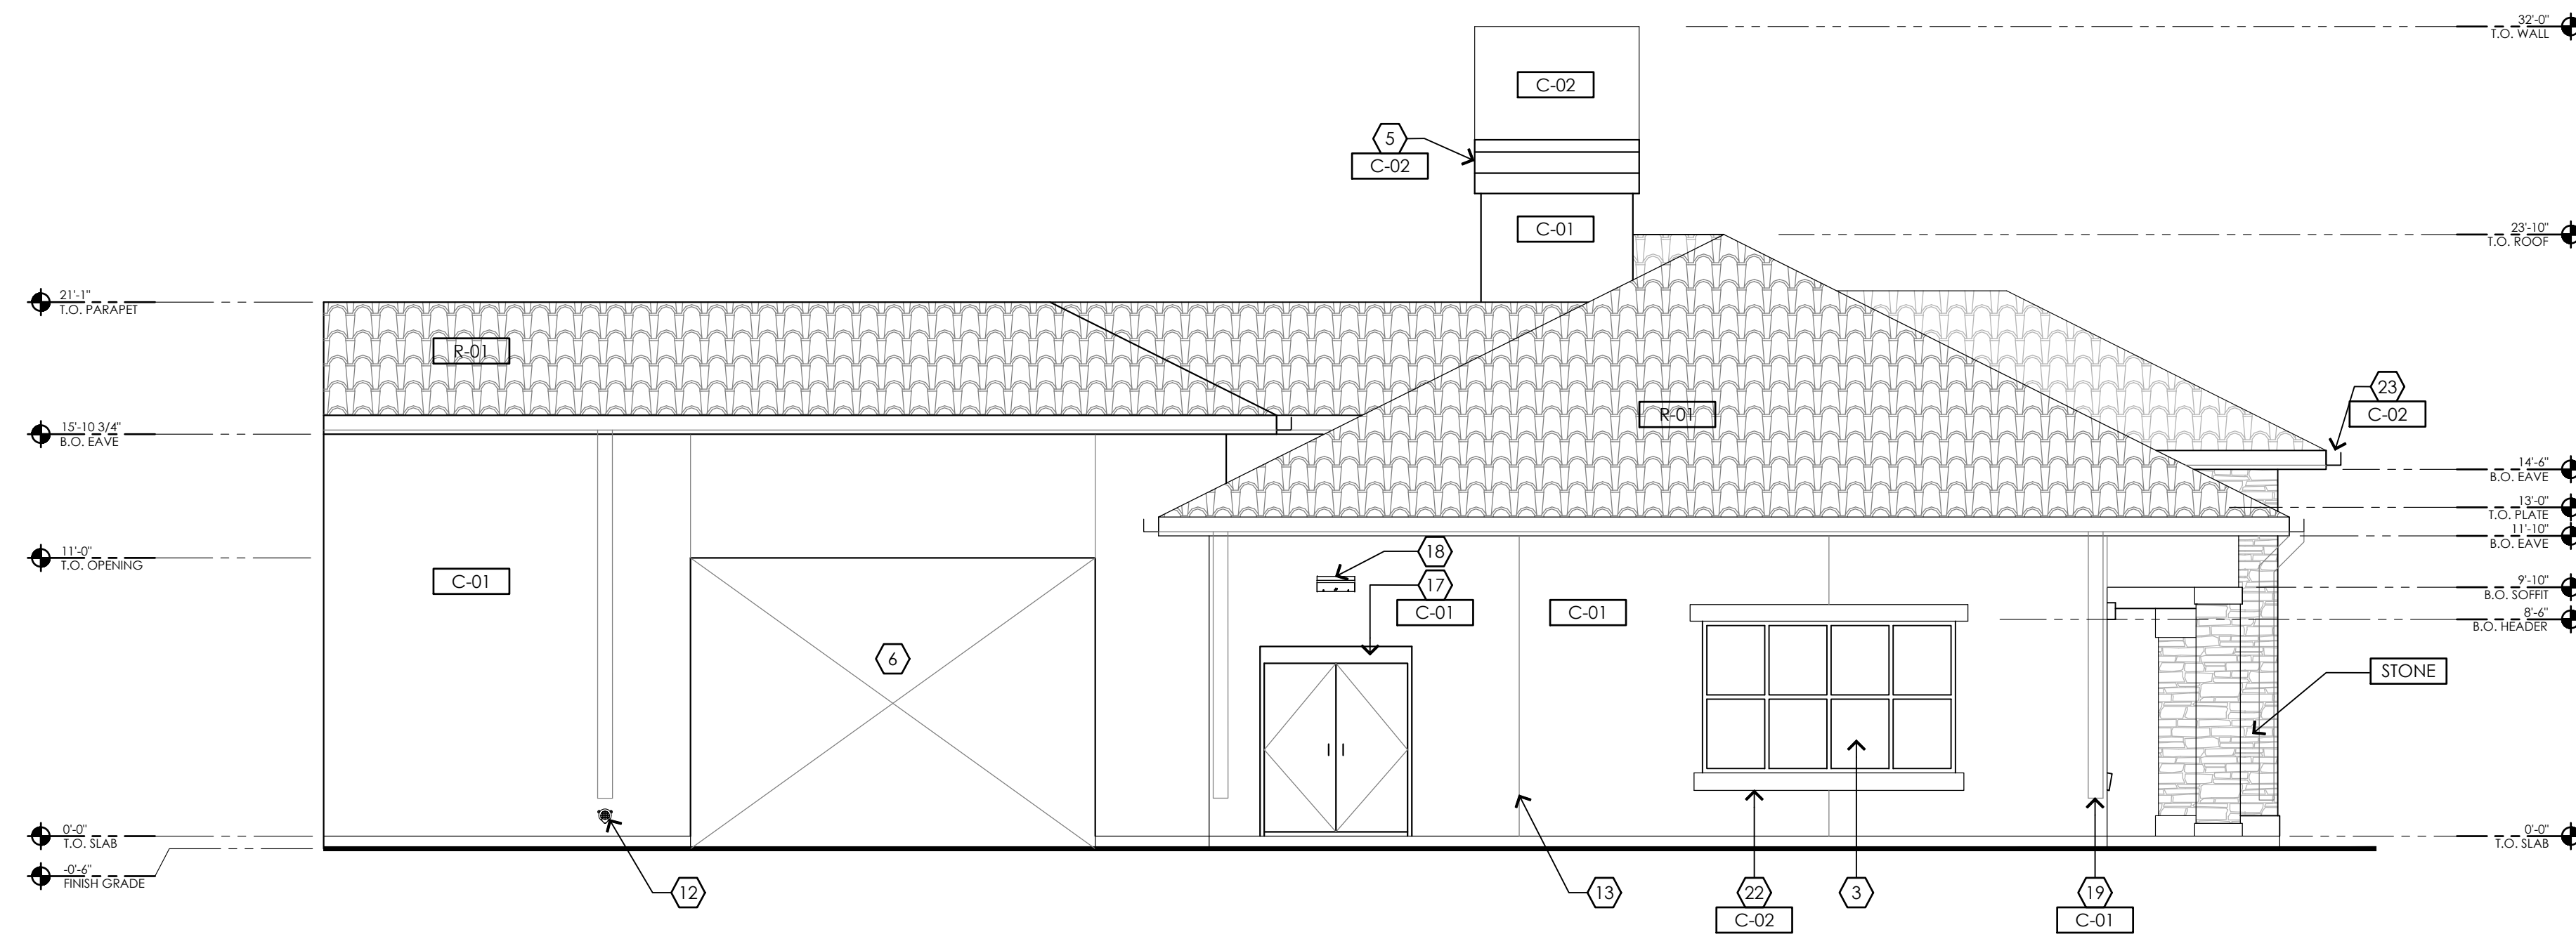 32'-0"
T.O. WALL
C-02
5
C-02
C-01
23'-10"
T.O. ROOF
21'-1"
T.O. PARAPET
R-01
23
C-02
R-01
15'-10 3/4"
B.O. EAVE
14'-6"
B.O. EAVE
13'-0"
T.O. PLATE
11'-10"
B.O. EAVE
11'-0"
T.O. OPENING
18
17
C-01
C-01
C-01
9'-10"
B.O. SOFFIT
8'-6"
B.O. HEADER
6
STONE
0'-0"
T.O. SLAB
0'-0"
T.O. SLAB
-0'-6"
FINISH GRADE
12
13
22
C-02
3
19
C-01